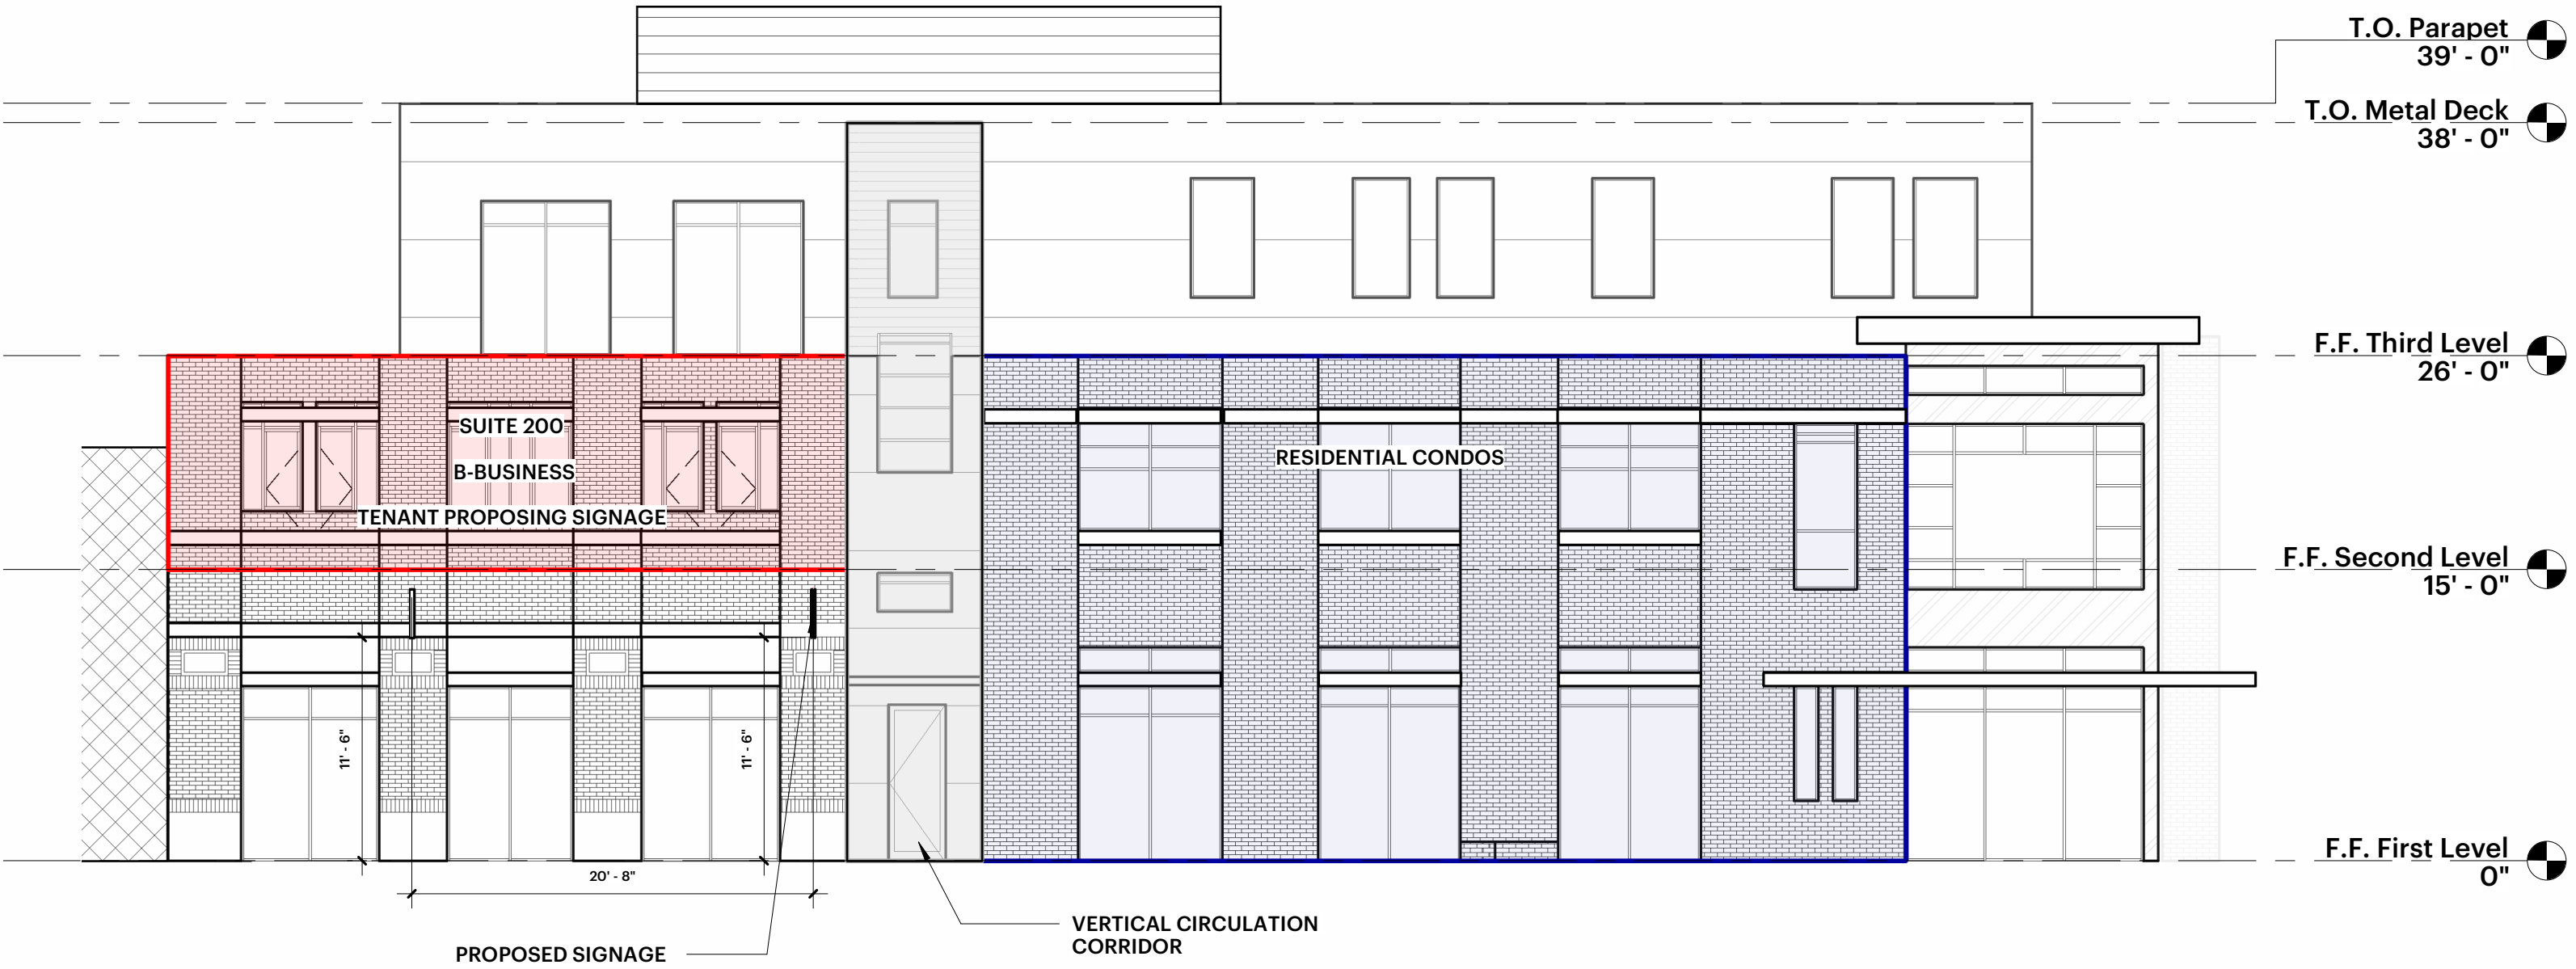 T.O. Parapet
39' - 0"
T.O. Metal Deck
38' - 0"
F.F. Third Level
26' - 0"
SUITE 200
B-BUSINESS
TENANT PROPOSING SIGNAGE
RESIDENTIAL CONDOS
F.F. Second Level
15' - 0"
11' - 6"
11' - 6"
F.F. First Level
0"
20' - 8"
VERTICAL CIRCULATION
CORRIDOR
PROPOSED SIGNAGE